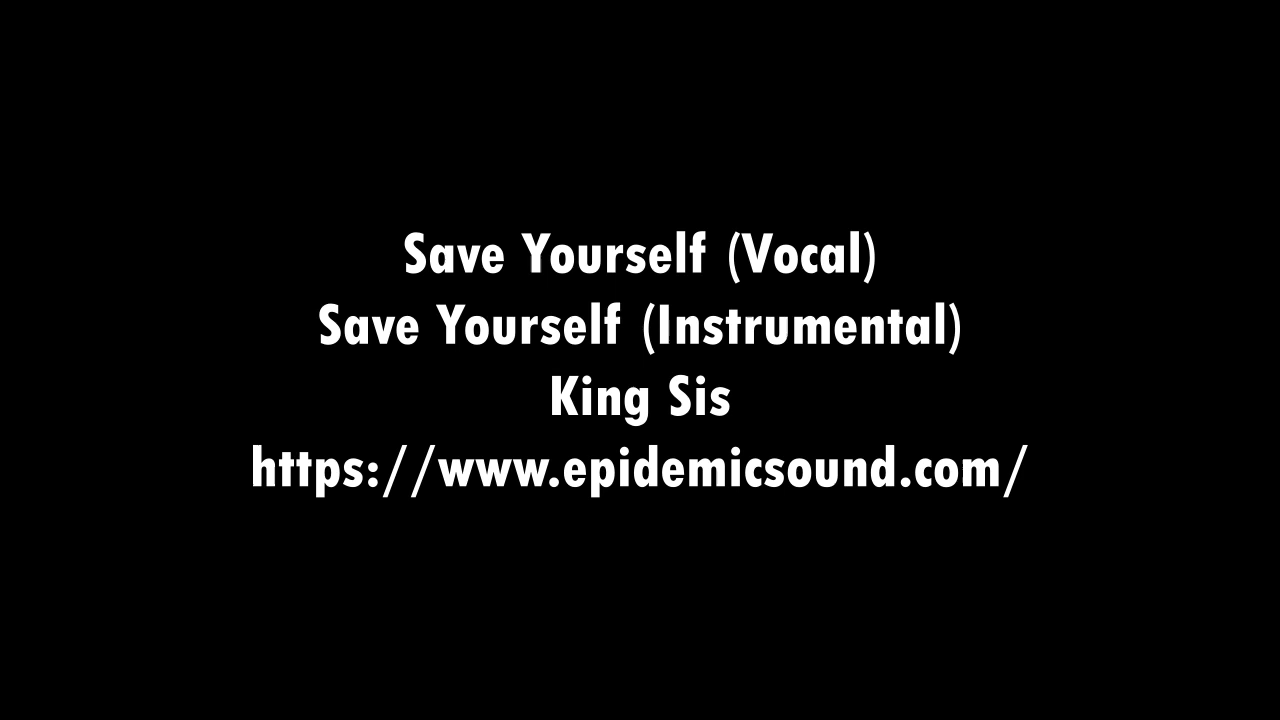 Save Yourself (Vocal)
Save Yourself (Instrumental)
King Sis
https://www.epidemicsound.com/